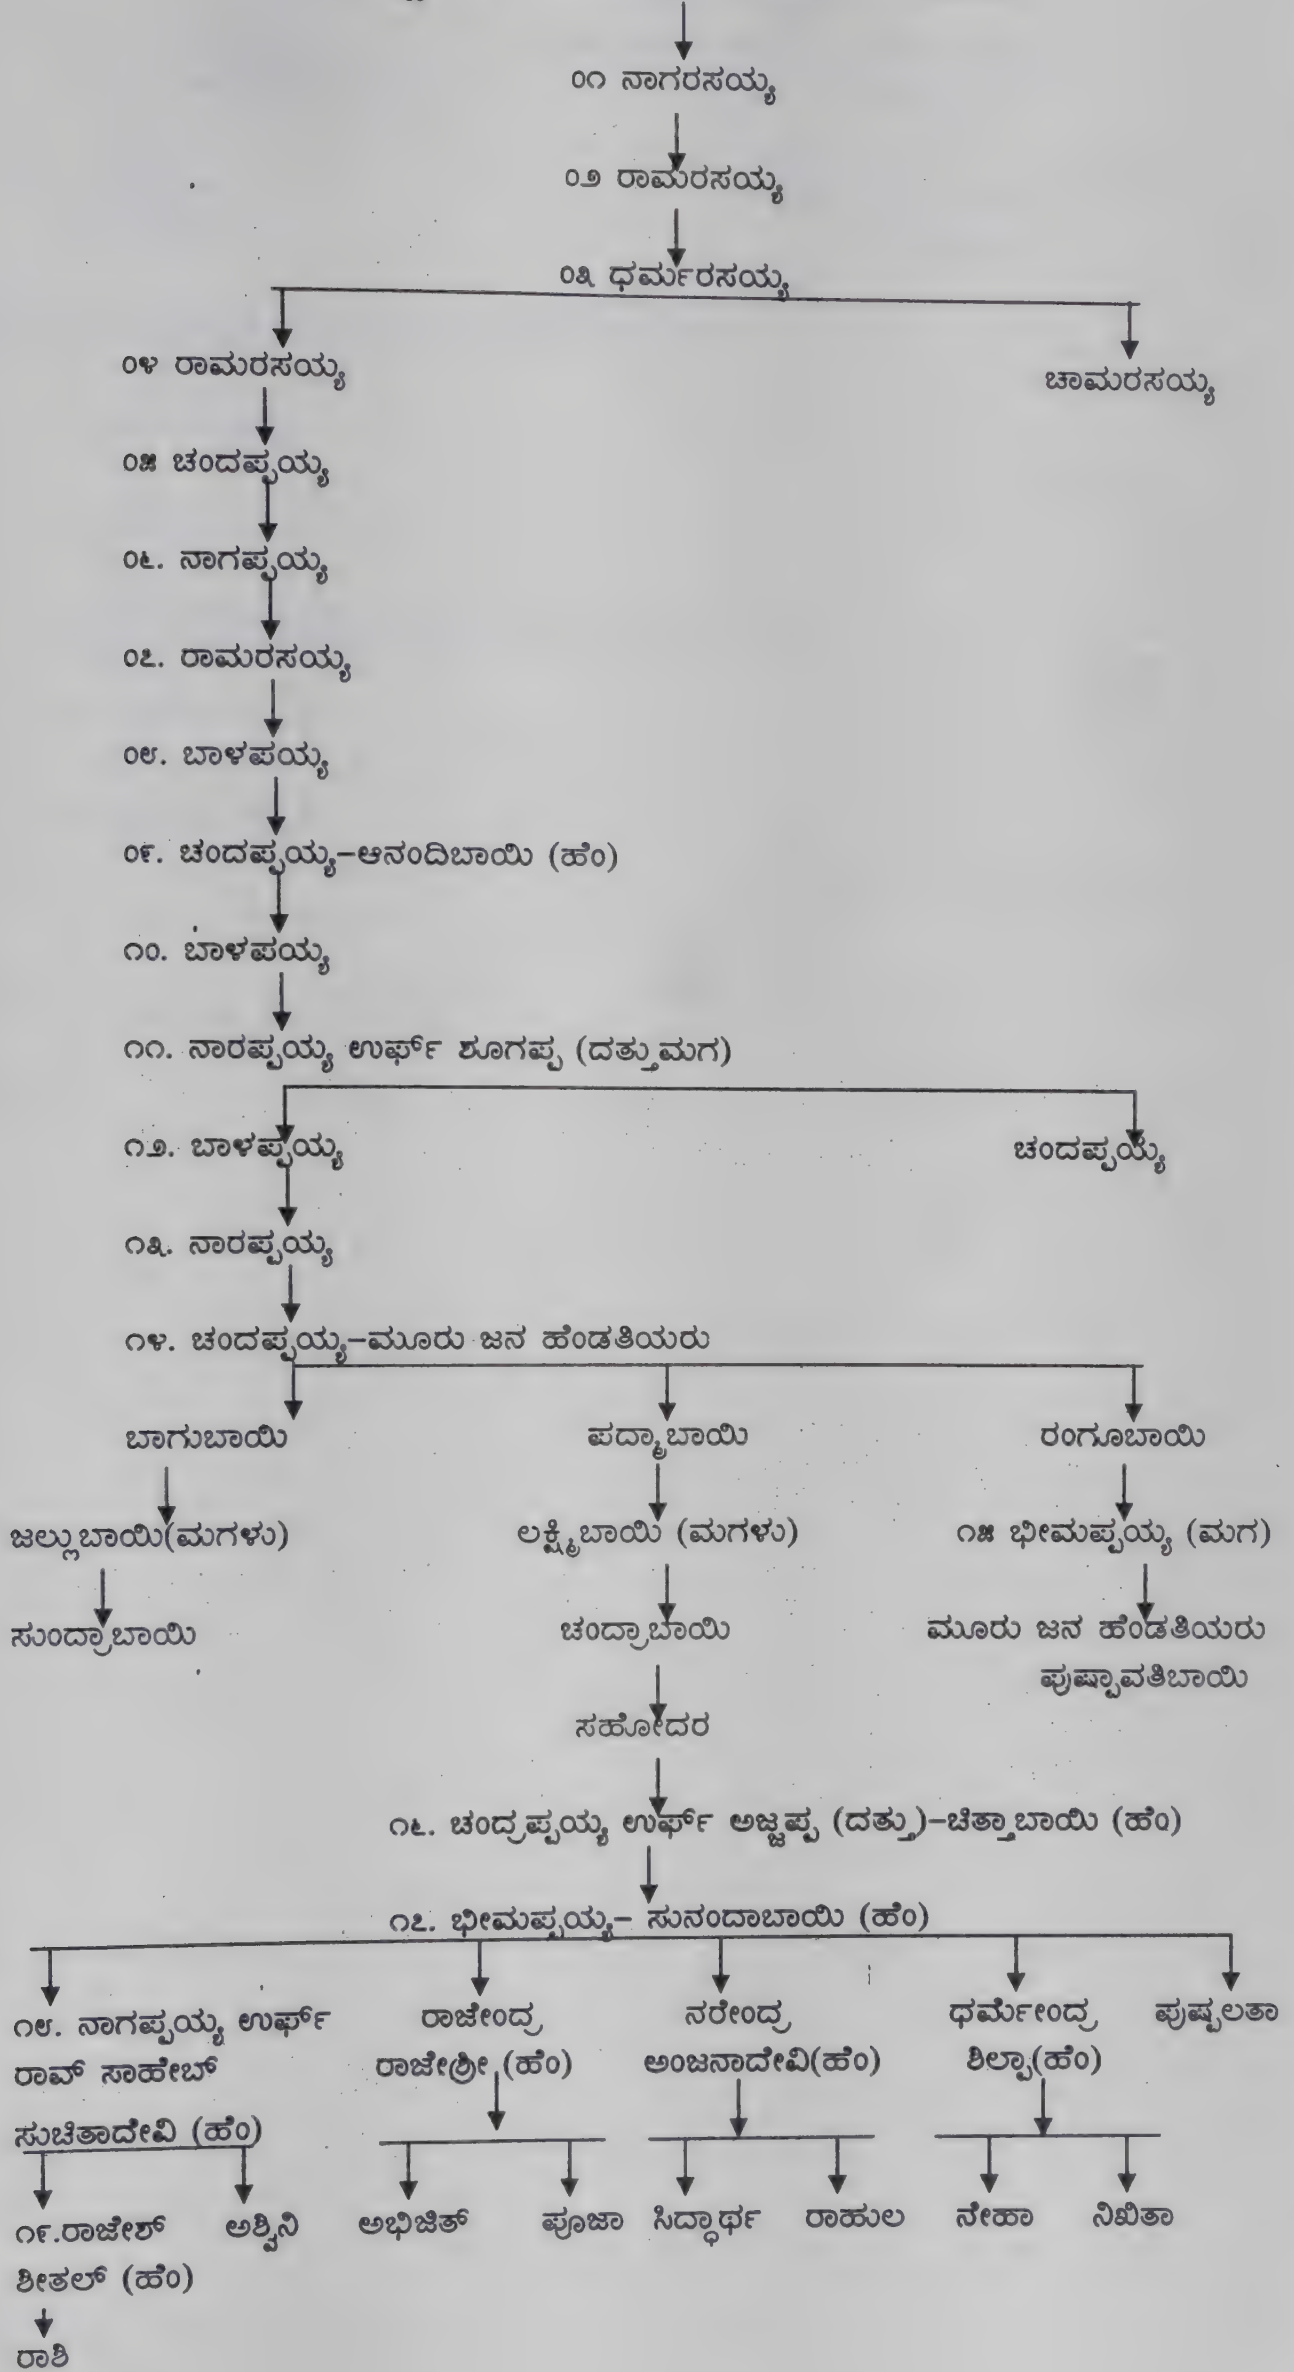 ೦೧ ನಾಗರಸಯ್ಯ
೦೨ ರಾಮರಸಯ್ಯ
೦೩ ಧರ್ಮರಸಯ್ಯ
೦೪ ರಾಮರಸಯ್ಯ
ಚಾಮರಸಯ್ಯ
೦೫ ಚಂದಪ್ಪಯ್ಯ
೦೬. ನಾಗಪ್ಪಯ್ಯ
೦೭. ರಾಮರಸಯ್ಯ
೦೮. ಬಾಳಪಯ್ಯ
೦೯. ಚಂದಪ್ಪಯ್ಯ-ಆನಂದಿಬಾಯಿ (ಹೆಂ)
೧೦. ಬಾಳಪಯ್ಯ
೧೧. ನಾರಪ್ಪಯ್ಯ ಉರ್ಫ್ ಶೂಗಪ್ಪ (ದತ್ತುಮಗ)
೧೨. ಬಾಳಪ್ಪಯ್ಯ ಚಂದಪ್ಪಯ್ಯ
೧೩. ನಾರಪ್ಪಯ್ಯ
೧೪. ಚಂದಪ್ಪಯ್ಯ-ಮೂರು ಜನ ಹೆಂಡತಿಯರು
ಬಾಗುಬಾಯಿ ಪದ್ಮಾಬಾಯಿ ರಂಗೂಬಾಯಿ
ಜಲ್ಲುಬಾಯಿ(ಮಗಳು) ಲಕ್ಷ್ಮಿಬಾಯಿ (ಮಗಳು) ೧೫ ಭೀಮಪ್ಪಯ್ಯ (ಮಗ)
ಸುಂದ್ರಾಬಾಯಿ ಚಂದ್ರಾಬಾಯಿ ಮೂರು ಜನ ಹೆಂಡತಿಯರು
ಪುಷ್ಪಾವತಿಬಾಯಿ
ಸಹೋದರ
೧೬. ಚಂದ್ರಪ್ಪಯ್ಯ ಉರ್ಫ್ ಅಜ್ಜಪ್ಪ (ದತ್ತು)-ಚಿತ್ತಾಬಾಯಿ (ಹೆಂ)
೧೭. ಭೀಮಪ್ಪಯ್ಯ- ಸುನಂದಾಬಾಯಿ (ಹೆಂ)
೧೮. ನಾಗಪ್ಪಯ್ಯ ಉರ್ಫ್ ರಾಜೇಂದ್ರ ನರೇಂದ್ರ ಧರ್ಮೇಂದ್ರ ಪುಷ್ಪಲತಾ
ರಾವ್ ಸಾಹೇಬ್ ರಾಜೇಶ್ರೀ (ಹೆಂ) ಅಂಜನಾದೇವಿ(ಹೆಂ) ಶಿಲ್ಪಾ(ಹೆಂ)
ಸುಚಿತಾದೇವಿ (ಹೆಂ)
೧೯.ರಾಜೇಶ್ ಅಶ್ವಿನಿ ಅಭಿಜಿತ್ ಪೂಜಾ ಸಿದ್ಧಾರ್ಥ ರಾಹುಲ ನೇಹಾ ನಿಖಿತಾ
ಶೀತಲ್ (ಹೆಂ)
ರಾಶಿ